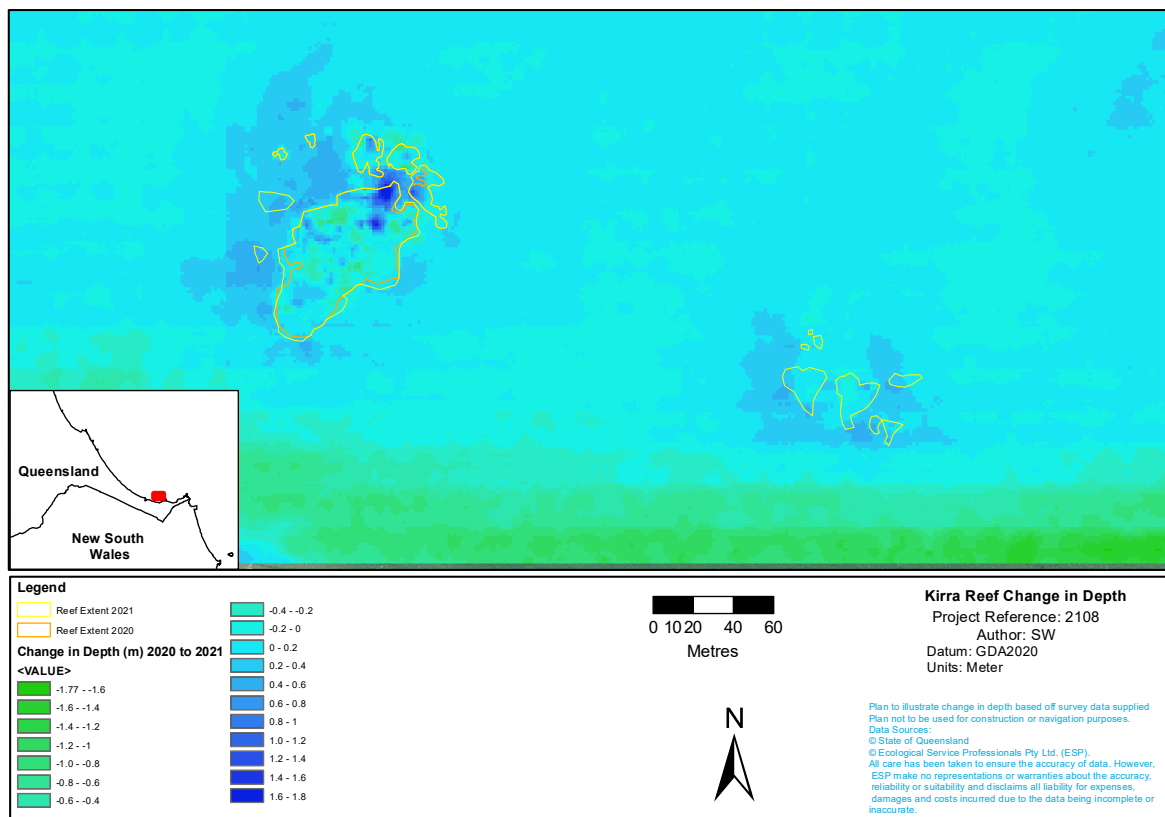 Queensland
New South
Wales
Legend
Reef Extent 2021
Reef Extent 2020
Change in Depth (m) 2020 to 2021
<VALUE>
-1.77 - -1.6
-1.6 - -1.4
-1.4 - -1.2
-1.2 - -1
-1.0 - -0.8
-0.8 - -0.6
-0.6 - -0.4
-0.4 - -0.2
-0.2 - 0
0 - 0.2
0.2 - 0.4
0.4 - 0.6
0.6 - 0.8
0.8 - 1
1.0 - 1.2
1.2 - 1.4
1.4 - 1.6
1.6 - 1.8
0 10 20 40 60
Metres
N
Kirra Reef Change in Depth
Project Reference: 2108
Author: SW
Datum: GDA2020
Units: Meter
Plan to illustrate change in depth based off survey data supplied
Plan not to be used for construction or navigation purposes.
Data Sources:
© State of Queensland
© Ecological Service Professionals Pty Ltd. (ESP).
All care has been taken to ensure the accuracy of data. However,
ESP make no representations or warranties about the accuracy,
reliability or suitability and disclaims all liability for expenses,
damages and costs incurred due to the data being incomplete or
inaccurate.